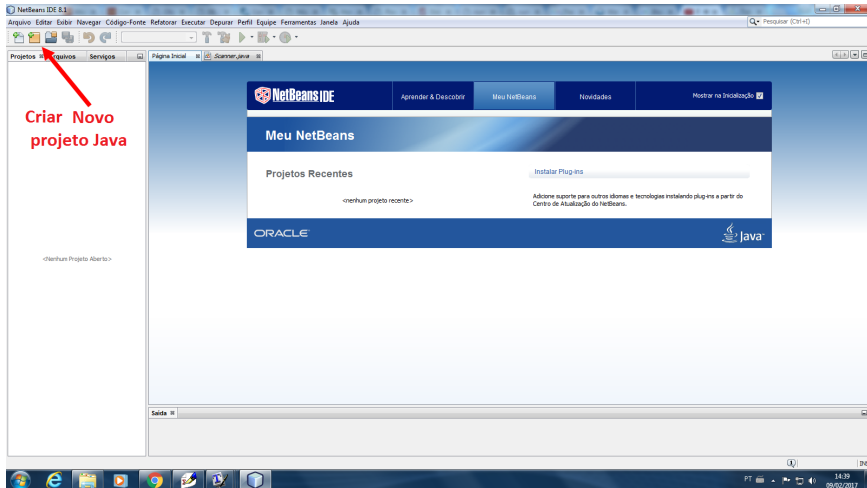 NetBeans IDE 8.1
Arquivo Editar Exibir Navegar Código-Fonte Refatorar Executar Depurar Perfil Equipe Ferramentas Janela Ajuda
Pesquisar (Ctrl+I)
Projetos Arquivos Serviços
Página Inicial Scanner.java
NetBeans IDE
Aprender & Descobrir Meu NetBeans Novidades Mostrar na Inicialização
Criar Novo
projeto Java
Meu NetBeans
Projetos Recentes
Instalar Plug-ins
<nenhum projeto recente>
Adicione suporte para outros idiomas e tecnologias instalando plug-ins a partir do
Centro de Atualização do NetBeans.
ORACLE
Java
<Nenhum Projeto Aberto>
Saída
PT
14:39
09/02/2017